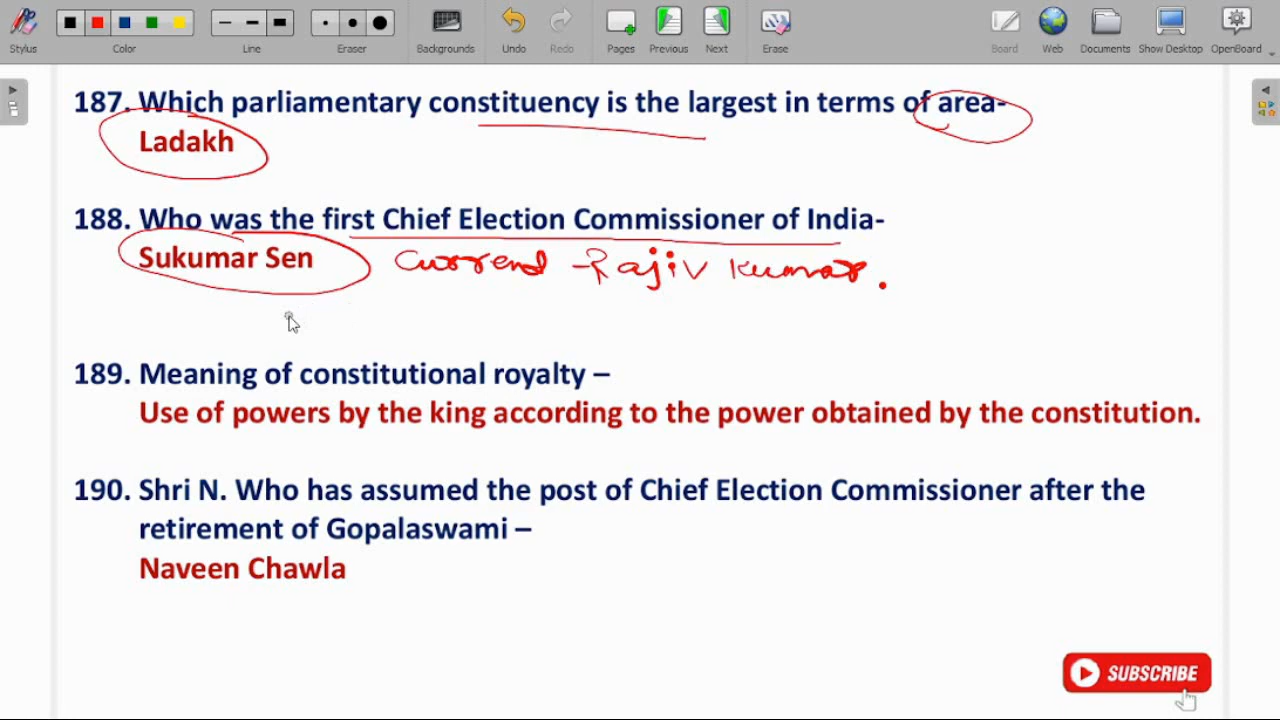 Stylus Color Line Eraser Backgrounds Undo Redo Pages Previous Next Erase Board Web Documents Show Desktop OpenBoard
187. Which parliamentary constituency is the largest in terms of area-
Ladakh
188. Who was the first Chief Election Commissioner of India-
Sukumar Sen Current - Rajiv Kumar.
189. Meaning of constitutional royalty –
Use of powers by the king according to the power obtained by the constitution.
190. Shri N. Who has assumed the post of Chief Election Commissioner after the
retirement of Gopalaswami –
Naveen Chawla
SUBSCRIBE